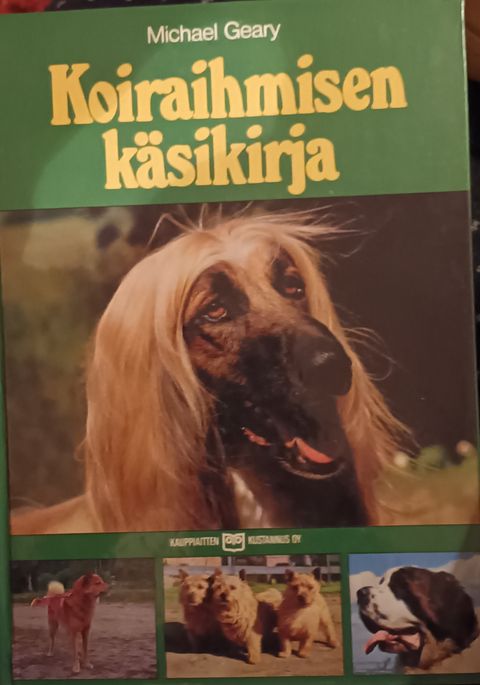 Michael Geary
Koiraihmisen
käsikirja
KAUPPIAITTEN KUSTANNUS OY